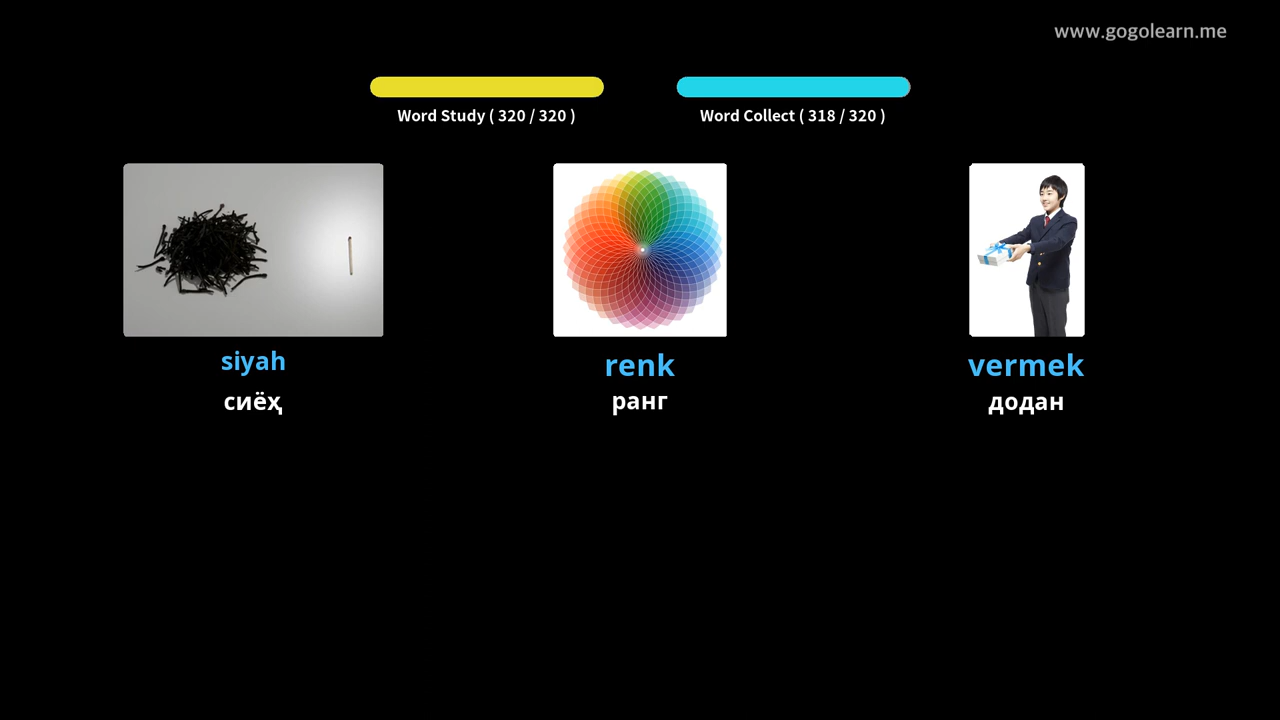 www.gogolearn.me
Word Study ( 320 / 320 )
Word Collect ( 318 / 320 )
siyah
renk
vermek
сиёҳ
ранг
додан